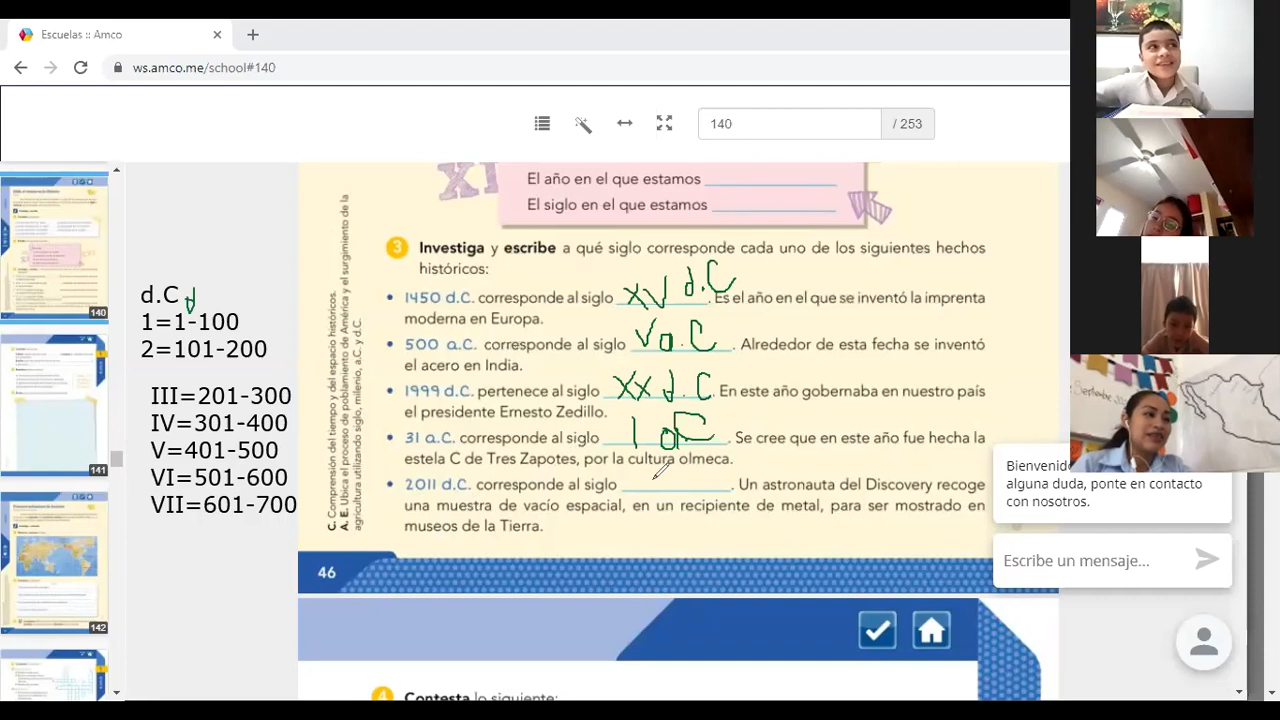 Escuelas :: Amco
ws.amco.me/school#140
140 / 253
El año en el que estamos
El siglo en el que estamos
3 Investiga y escribe a qué siglo corresponde cada uno de los siguientes hechos
históricos:
• 1450 d.C. corresponde al siglo XV d.C. Es el año en el que se inventó la imprenta
moderna en Europa.
• 500 a.C. corresponde al siglo V a.C. Alrededor de esta fecha se inventó
el acero en India.
• 1999 d.C. pertenece al siglo XX d.C. En este año gobernaba en nuestro país
el presidente Ernesto Zedillo.
• 31 a.C. corresponde al siglo I aC. Se cree que en este año fue hecha la
estela C de Tres Zapotes, por la cultura olmeca.
• 2011 d.C. corresponde al siglo . Un astronauta del Discovery recoge
una muestra de vacío espacial, en un recipiente de metal, para ser mostrado en
museos de la Tierra.
C. Comprensión del tiempo y del espacio históricos.
A. E. Ubica el proceso de poblamiento de América y el surgimiento de la
agricultura utilizando siglo, milenio, a.C. y d.C.
46
4 Contesta lo siguiente:
d.C
1=1-100
2=101-200
III=201-300
IV=301-400
V=401-500
VI=501-600
VII=601-700
140
141
142
Bienvenido
alguna duda, ponte en contacto
con nosotros.
Escribe un mensaje...